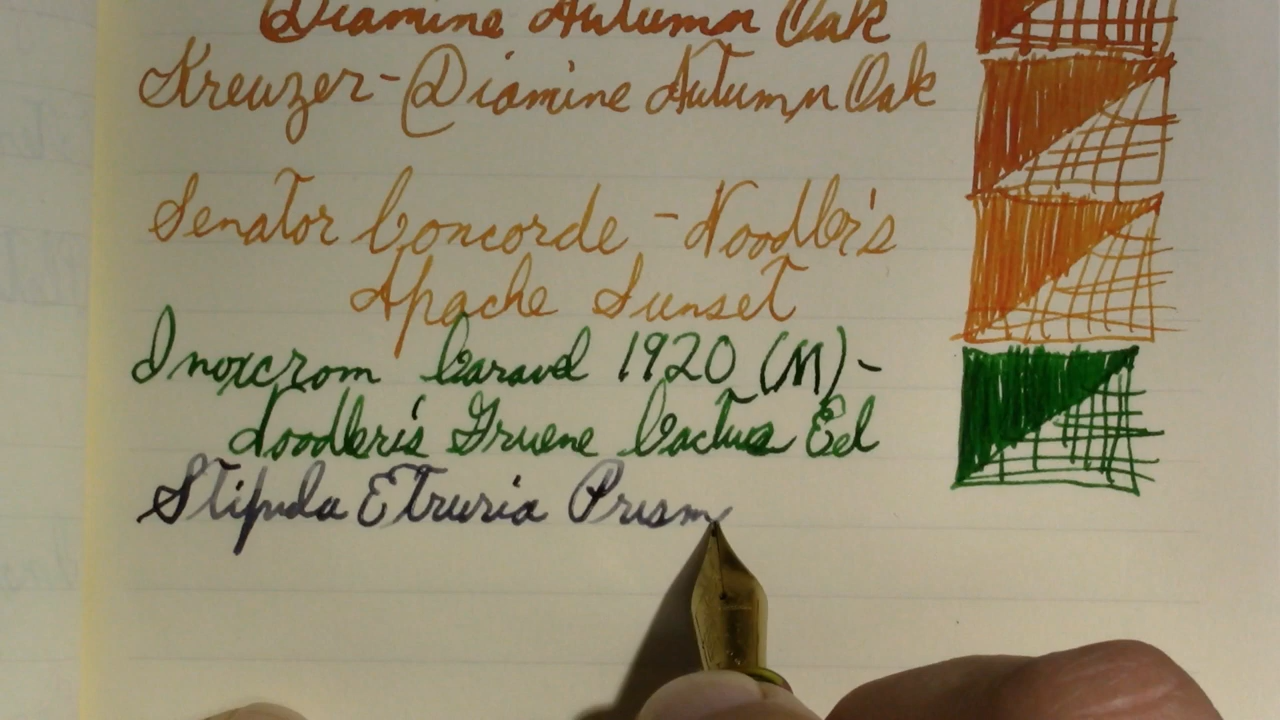 Diamine Autumn Oak
Kreuzer-Diamine Autumn Oak
Senator Concorde - Noodler's
Apache Sunset
Inoxcrom Caravel 1920 (M)-
Noodler's Gruene Cactus Eel
Stipula Etruria Prism